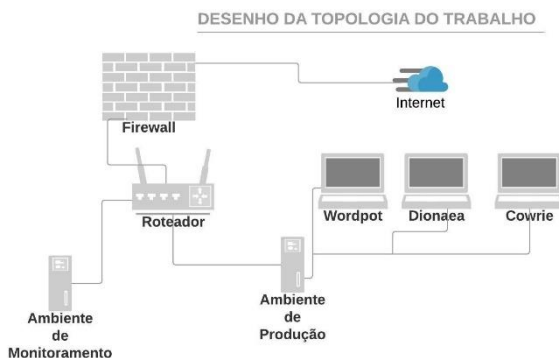 DESENHO DA TOPOLOGIA DO TRABALHO
Internet
Firewall
Roteador
Wordpot
Dionaea
Cowrie
Ambiente
de
Monitoramento
Ambiente
de
Produção